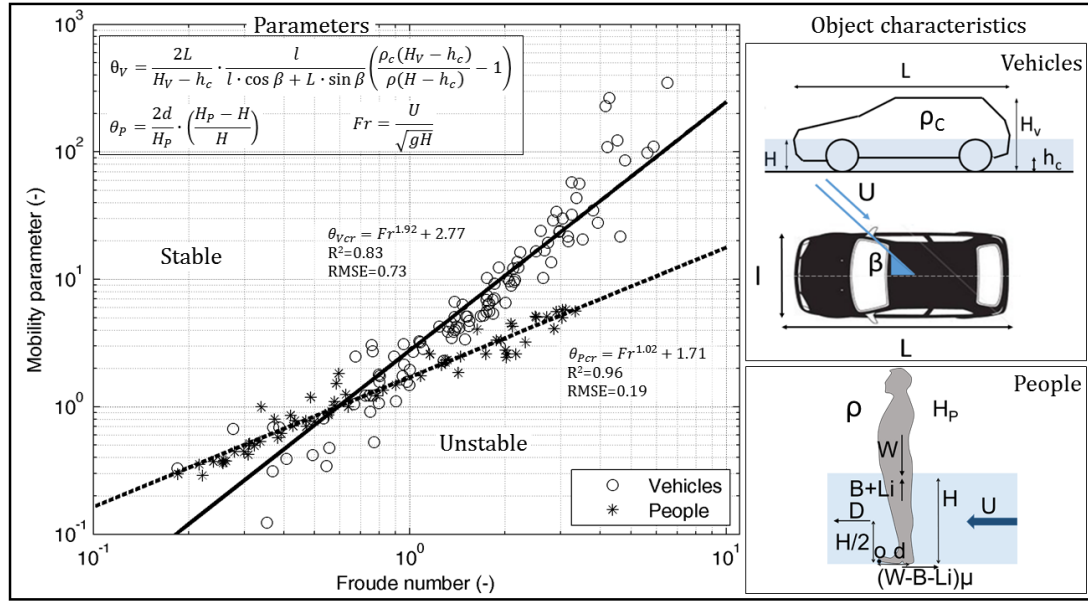 Parameters
θ_V = 2L / (H_V − h_c) · l / (l · cos β + L · sin β) (ρ_c(H_V − h_c) / ρ(H − h_c) − 1)
θ_P = 2d / H_P · ((H_P − H) / H)
Fr = U / √gH
10^3
10^2
10^1
10^0
10^-1
Mobility parameter (-)
Stable
θ_Vcr = Fr^1.92 + 2.77
R²=0.83
RMSE=0.73
θ_Pcr = Fr^1.02 + 1.71
R²=0.96
RMSE=0.19
Unstable
Vehicles
People
10^-1
10^0
10^1
Froude number (-)
Object characteristics
Vehicles
L
ρ_C
H_v
H
h_c
U
β
l
L
People
ρ
H_P
W
B+Li
H
D
U
H/2
o d
(W-B-Li)μ